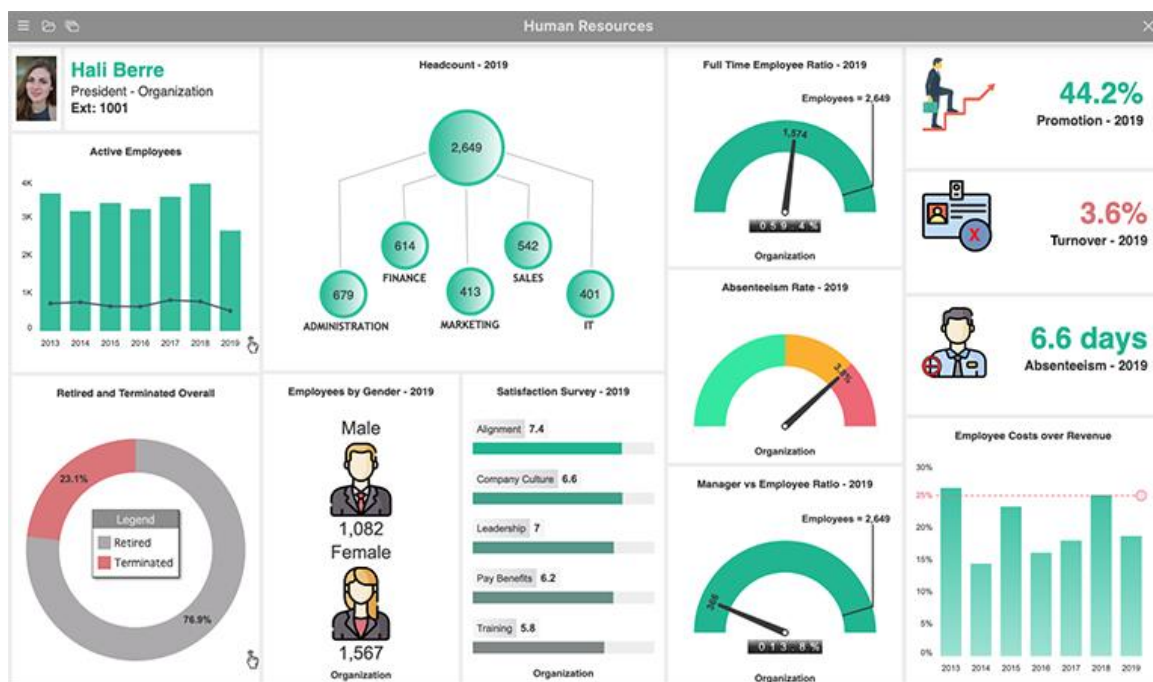 Human Resources
Hali Berre
President - Organization
Ext: 1001
Active Employees
4K
3K
2K
1K
0
2013 2014 2015 2016 2017 2018 2019
Headcount - 2019
2,649
614
FINANCE
542
SALES
679
ADMINISTRATION
413
MARKETING
401
IT
Full Time Employee Ratio - 2019
Employees = 2,649
1,574
059.4%
Organization
Absenteeism Rate - 2019
3.8%
Organization
Manager vs Employee Ratio - 2019
Employees = 2,649
366
013.8%
Organization
44.2%
Promotion - 2019
3.6%
Turnover - 2019
X
6.6 days
Absenteeism - 2019
Retired and Terminated Overall
23.1%
Legend
Retired
Terminated
76.9%
Employees by Gender - 2019
Male
1,082
Female
1,567
Organization
Satisfaction Survey - 2019
Alignment 7.4
Company Culture 6.6
Leadership 7
Pay Benefits 6.2
Training 5.8
Organization
Employee Costs over Revenue
30%
25%
20%
15%
10%
5%
0%
2013 2014 2015 2016 2017 2018 2019